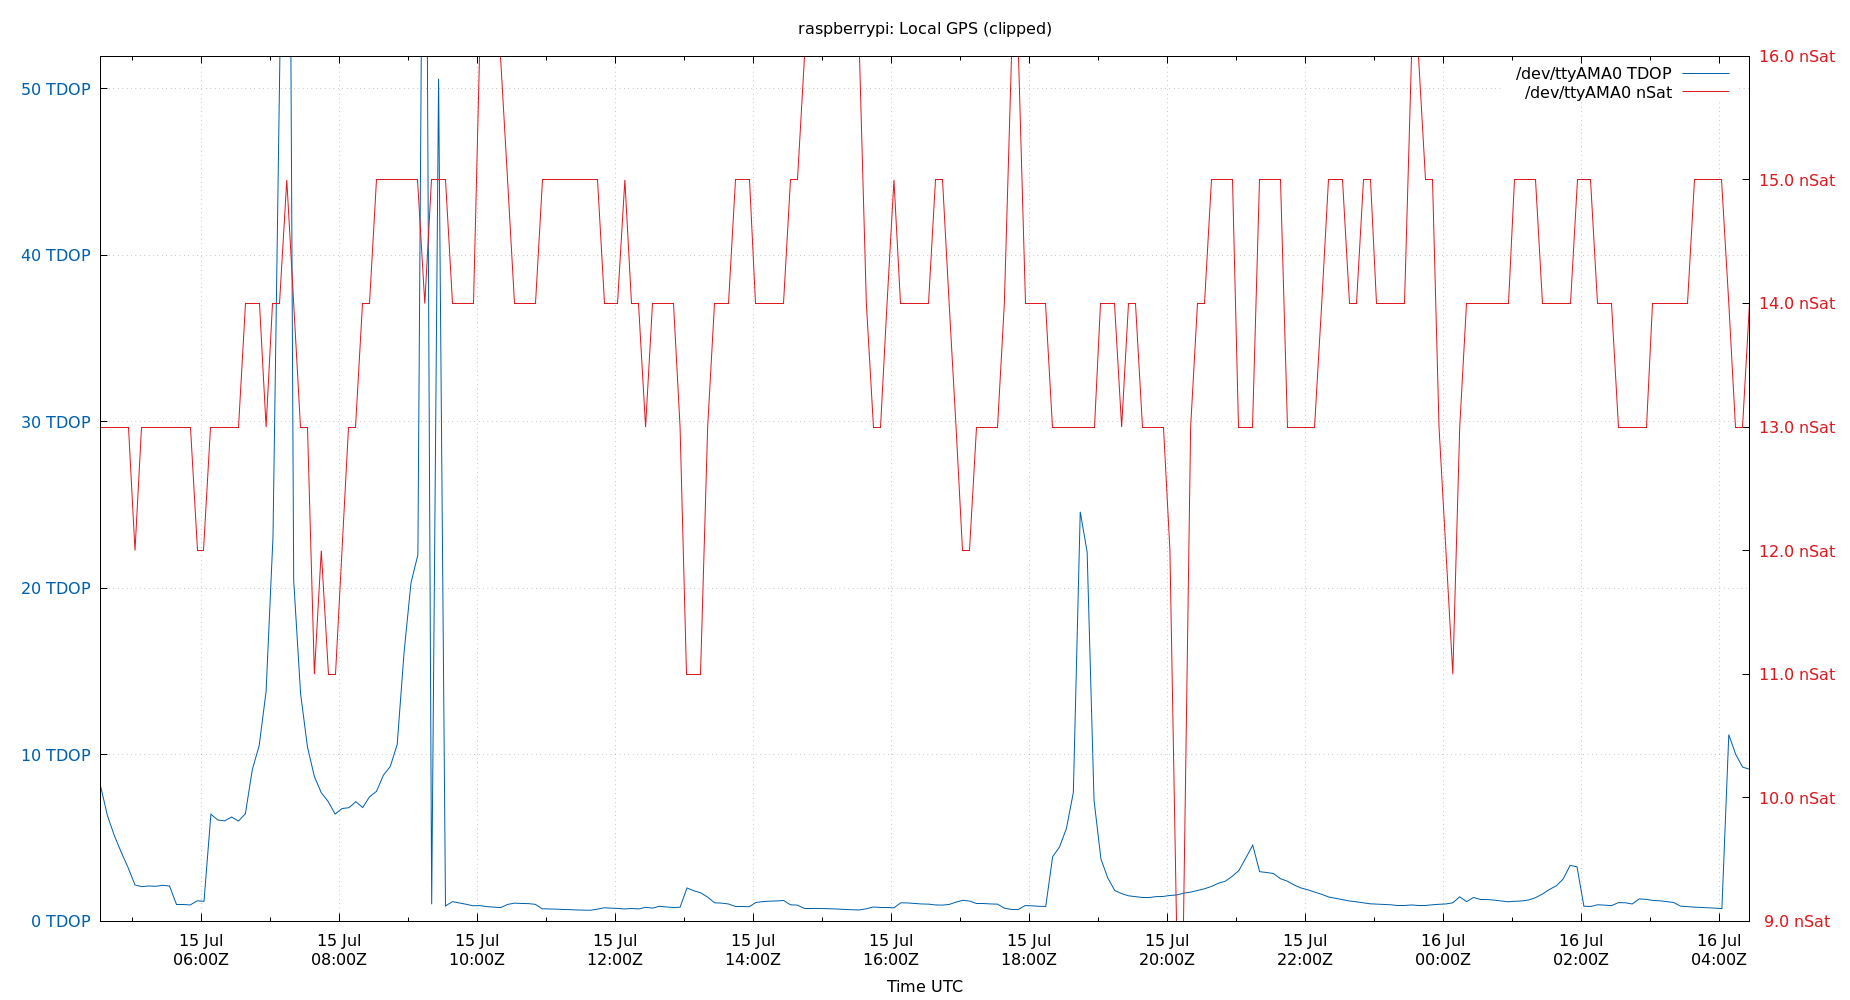 raspberrypi: Local GPS (clipped)
/dev/ttyAMA0 TDOP
/dev/ttyAMA0 nSat
50 TDOP
40 TDOP
30 TDOP
20 TDOP
10 TDOP
0 TDOP
16.0 nSat
15.0 nSat
14.0 nSat
13.0 nSat
12.0 nSat
11.0 nSat
10.0 nSat
9.0 nSat
15 Jul
06:00Z
15 Jul
08:00Z
15 Jul
10:00Z
15 Jul
12:00Z
15 Jul
14:00Z
15 Jul
16:00Z
15 Jul
18:00Z
15 Jul
20:00Z
15 Jul
22:00Z
16 Jul
00:00Z
16 Jul
02:00Z
16 Jul
04:00Z
Time UTC